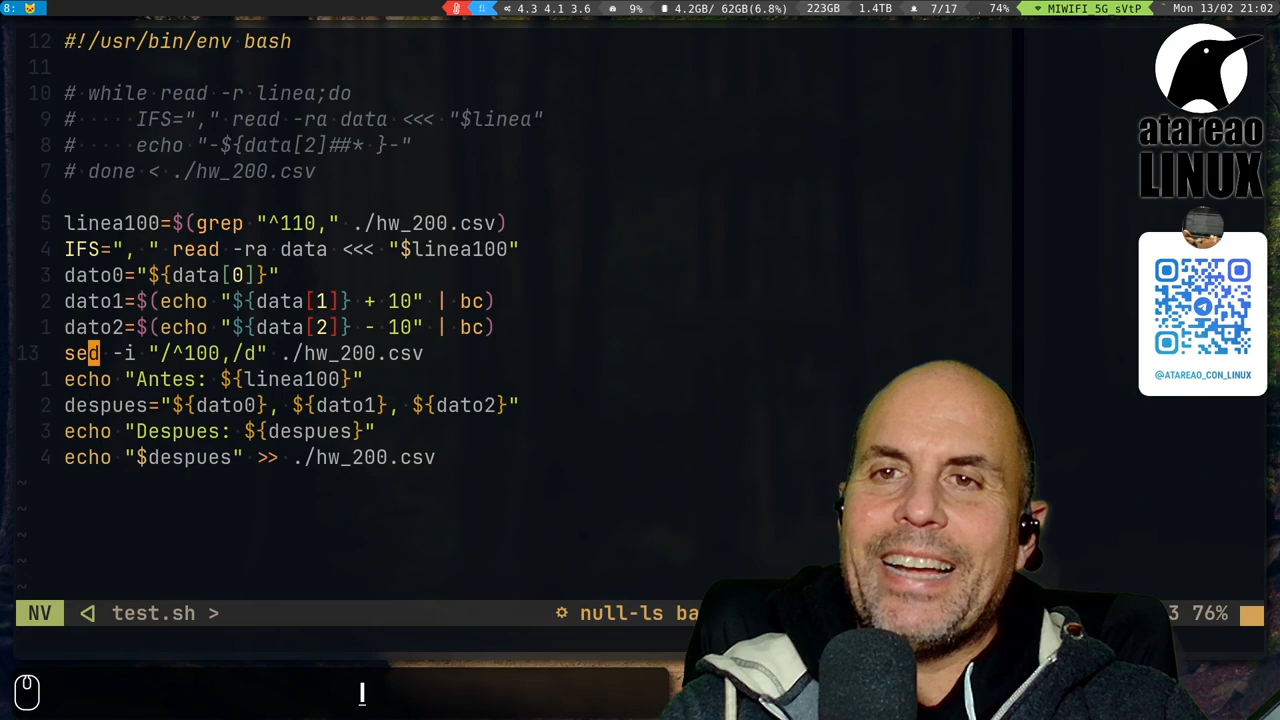 8:
4.3 4.1 3.6 9% 4.2GB/ 62GB(6.8%) 223GB 1.4TB 7/17 74% MIWIFI 5G sVtP Mon 13/02 21:02
12 #!/usr/bin/env bash
11
10 # while read -r linea;do
9 #     IFS="," read -ra data <<< "$linea"
8 #     echo "-${data[2]##* }-"
7 # done < ./hw_200.csv
6
5 linea100=$(grep "^110," ./hw_200.csv)
4 IFS=", " read -ra data <<< "$linea100"
3 dato0="${data[0]}"
2 dato1=$(echo "${data[1]} + 10" | bc)
1 dato2=$(echo "${data[2]} - 10" | bc)
13 sed -i "/^100,/d" ./hw_200.csv
1 echo "Antes: ${linea100}"
2 despues="${dato0}, ${dato1}, ${dato2}"
3 echo "Despues: ${despues}"
4 echo "$despues" >> ./hw_200.csv
~
~
~
~
~
NV test.sh > null-ls ba 3 76%
I
atareao
LINUX
@ATAREAO_CON_LINUX